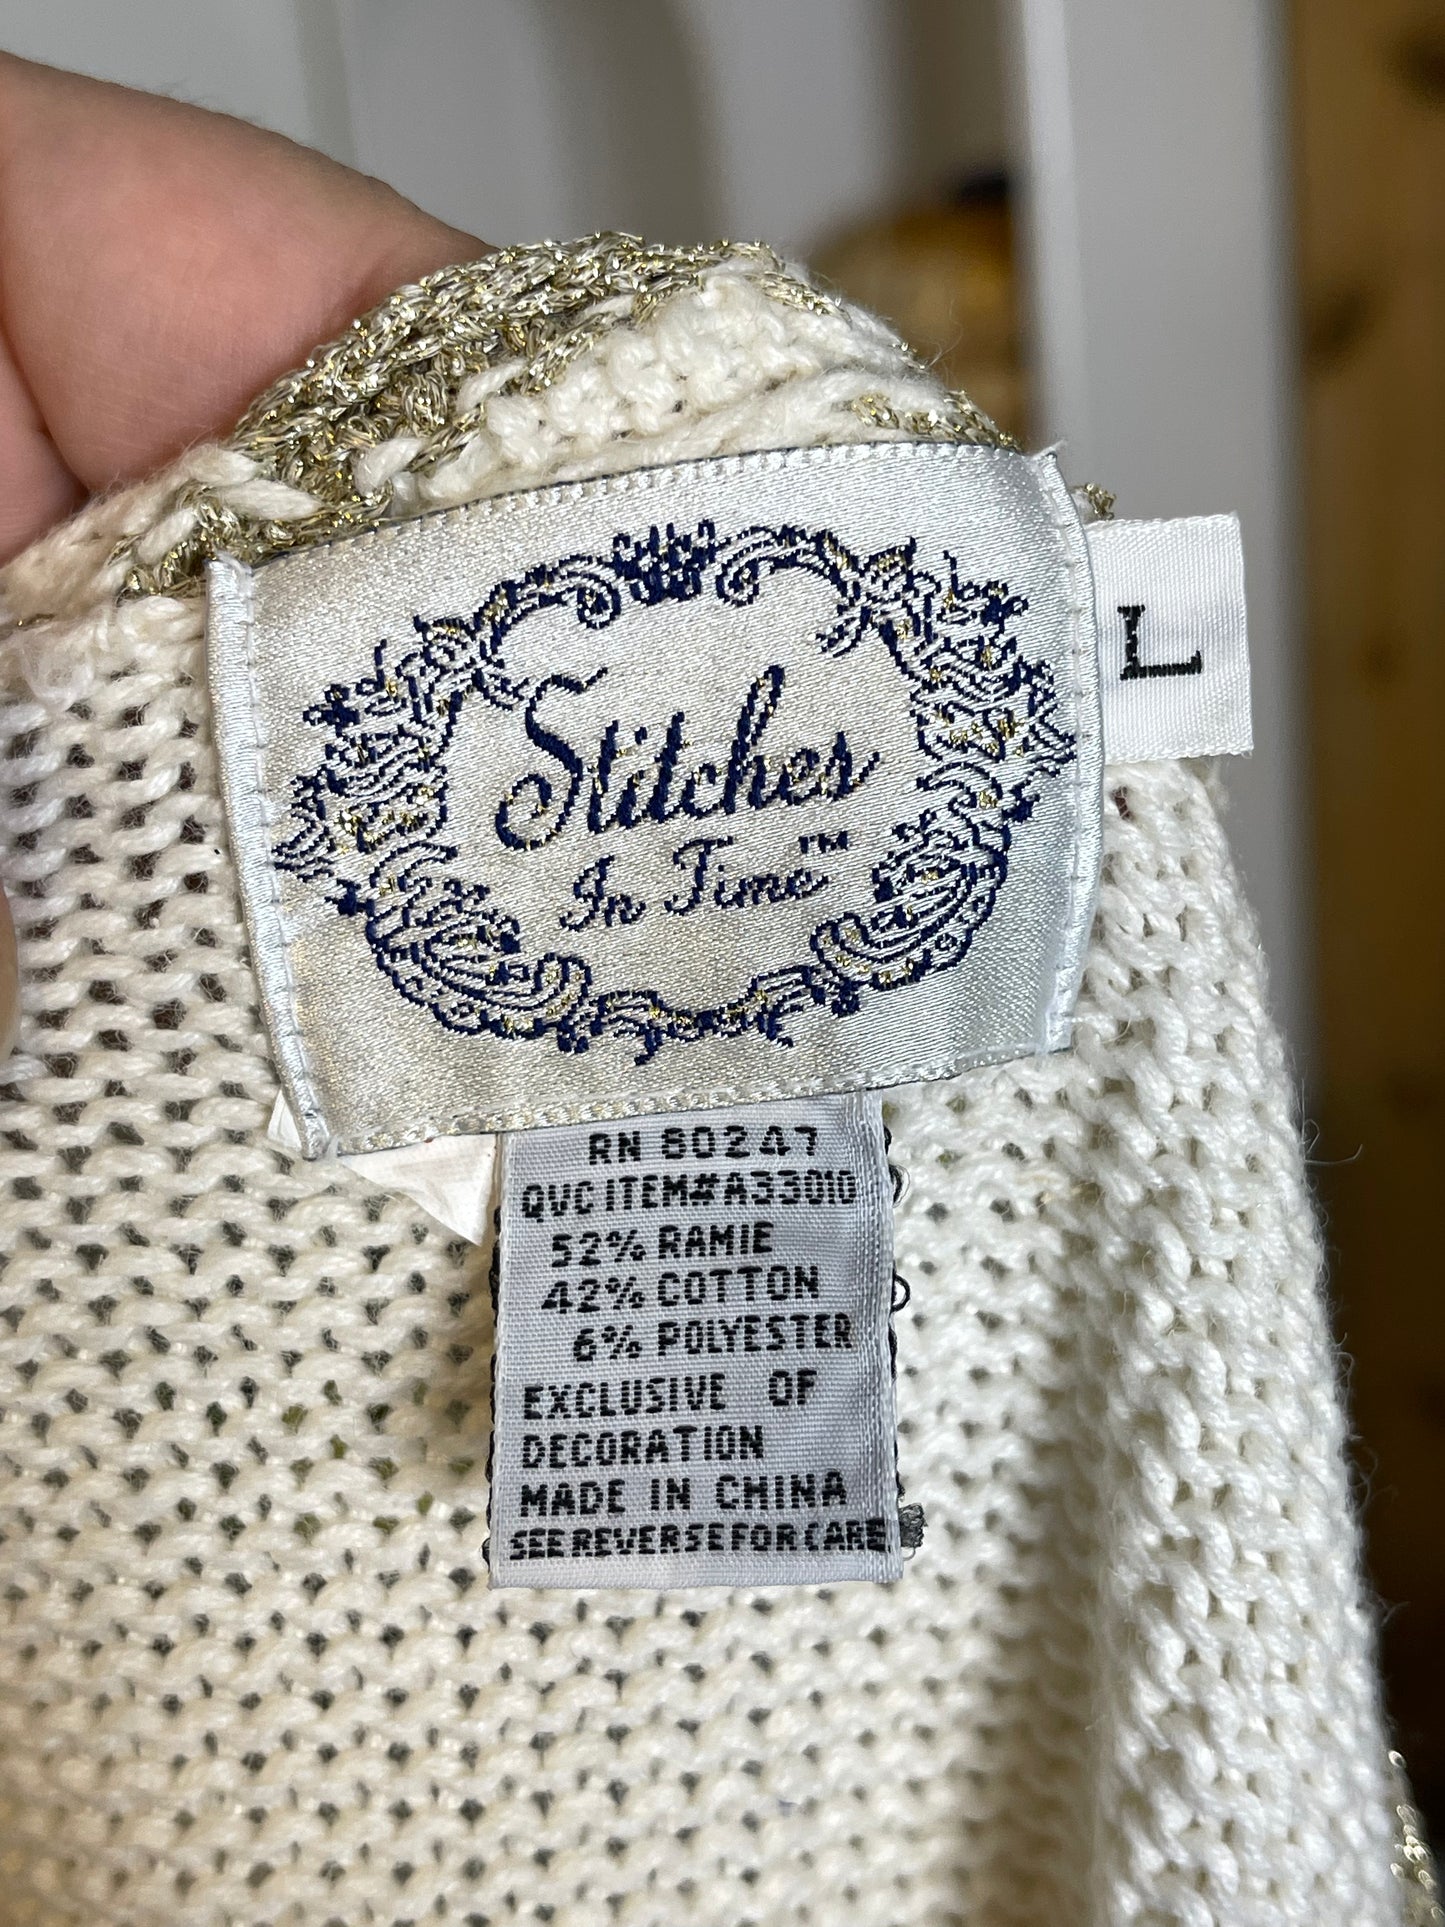 Stitches
In Time™
L
RN 80247
QVC ITEM#A33010
52% RAMIE
42% COTTON
6% POLYESTER
EXCLUSIVE OF
DECORATION
MADE IN CHINA
SEE REVERSE FOR CARE